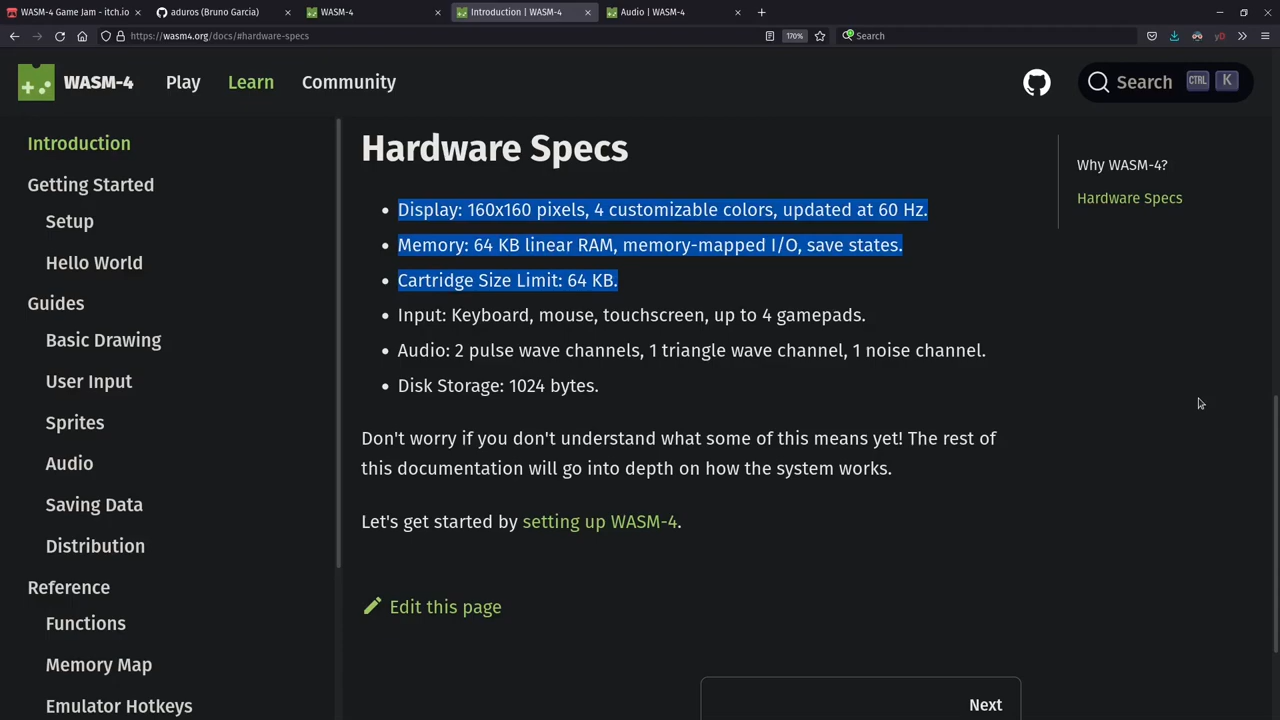 WASM-4 Game Jam - itch.io
aduros (Bruno Garcia)
WASM-4
Introduction | WASM-4
Audio | WASM-4
https://wasm4.org/docs/#hardware-specs
170%
Search
WASM-4
Play
Learn
Community
Search
CTRL
K
Introduction
Getting Started
Setup
Hello World
Guides
Basic Drawing
User Input
Sprites
Audio
Saving Data
Distribution
Reference
Functions
Memory Map
Emulator Hotkeys
Hardware Specs
Display: 160x160 pixels, 4 customizable colors, updated at 60 Hz.
Memory: 64 KB linear RAM, memory-mapped I/O, save states.
Cartridge Size Limit: 64 KB.
Input: Keyboard, mouse, touchscreen, up to 4 gamepads.
Audio: 2 pulse wave channels, 1 triangle wave channel, 1 noise channel.
Disk Storage: 1024 bytes.
Don't worry if you don't understand what some of this means yet! The rest of
this documentation will go into depth on how the system works.
Let's get started by setting up WASM-4.
Edit this page
Next
Why WASM-4?
Hardware Specs